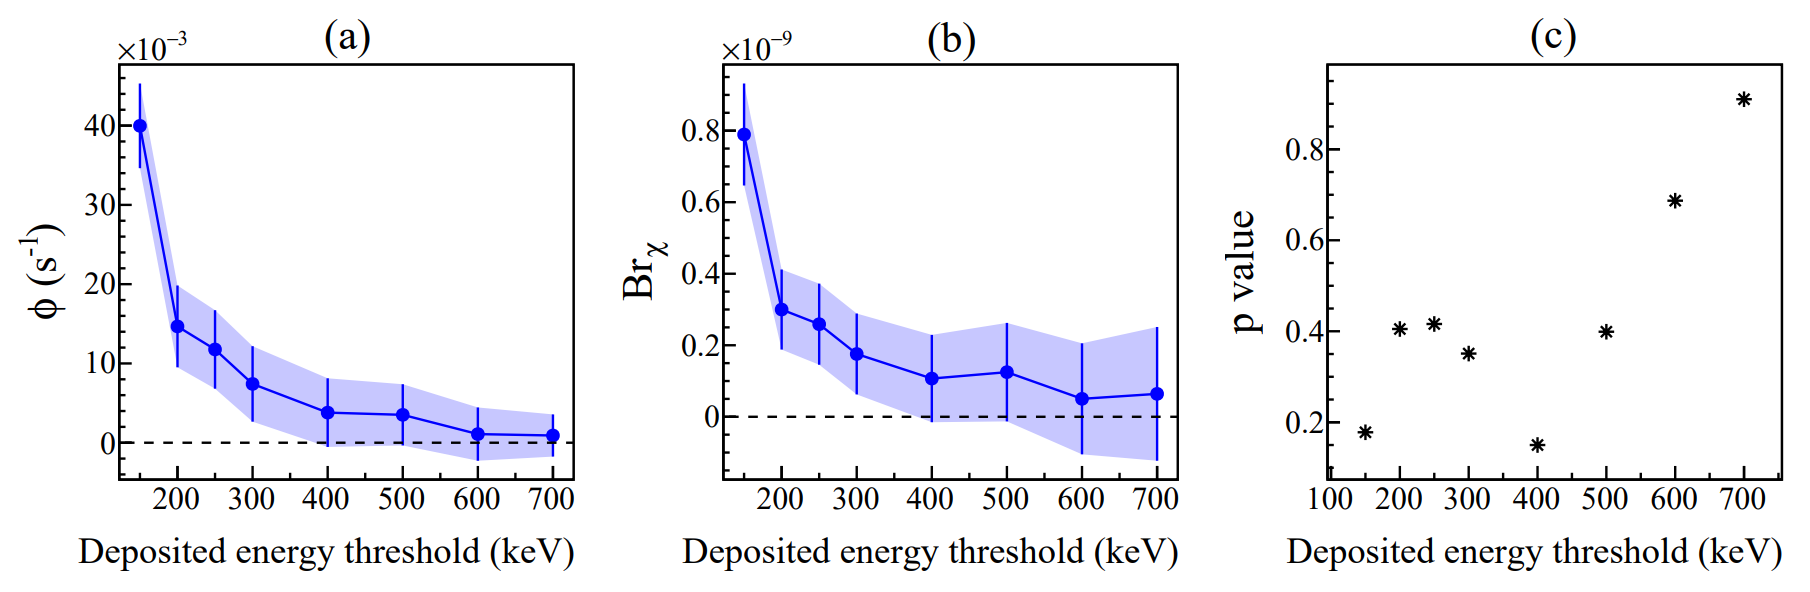 (a)
×10⁻³
ϕ (s⁻¹)
40
30
20
10
0
200 300 400 500 600 700
Deposited energy threshold (keV)
(b)
×10⁻⁹
Brχ
0.8
0.6
0.4
0.2
0
200 300 400 500 600 700
Deposited energy threshold (keV)
(c)
p value
0.8
0.6
0.4
0.2
100 200 300 400 500 600 700
Deposited energy threshold (keV)